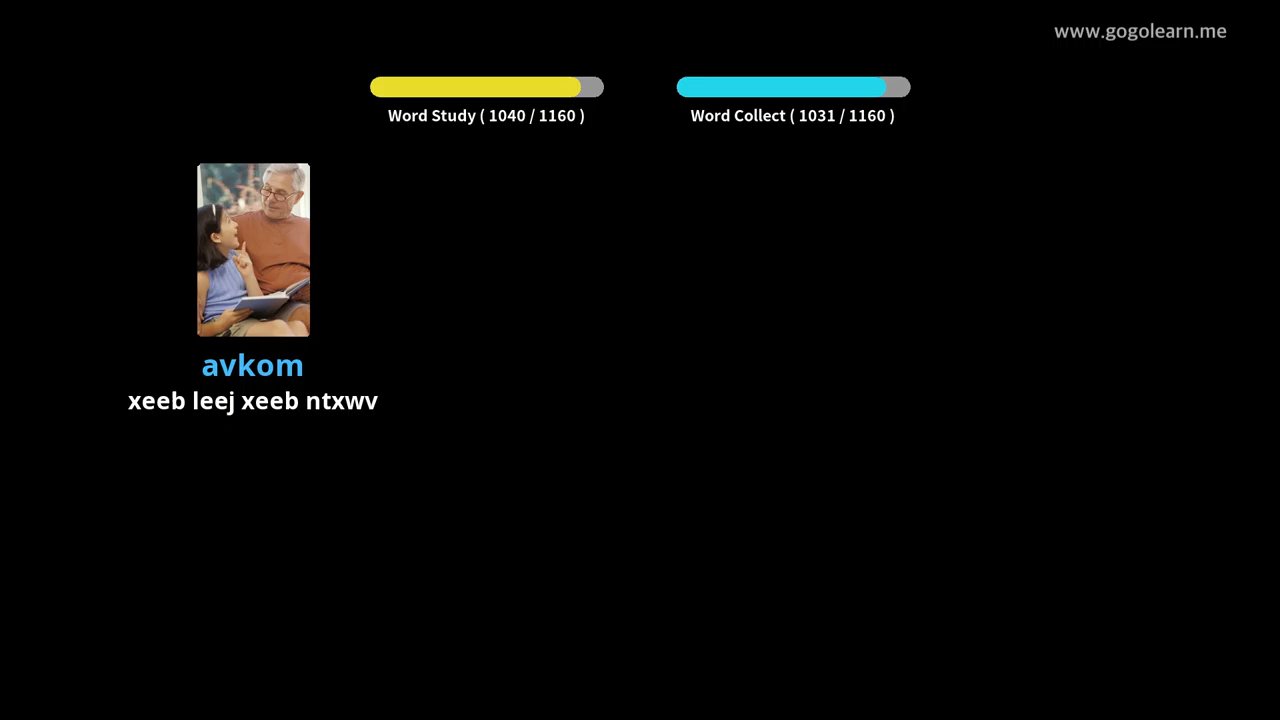 www.gogolearn.me
Word Study ( 1040 / 1160 )
Word Collect ( 1031 / 1160 )
avkom
xeeb leej xeeb ntxwv